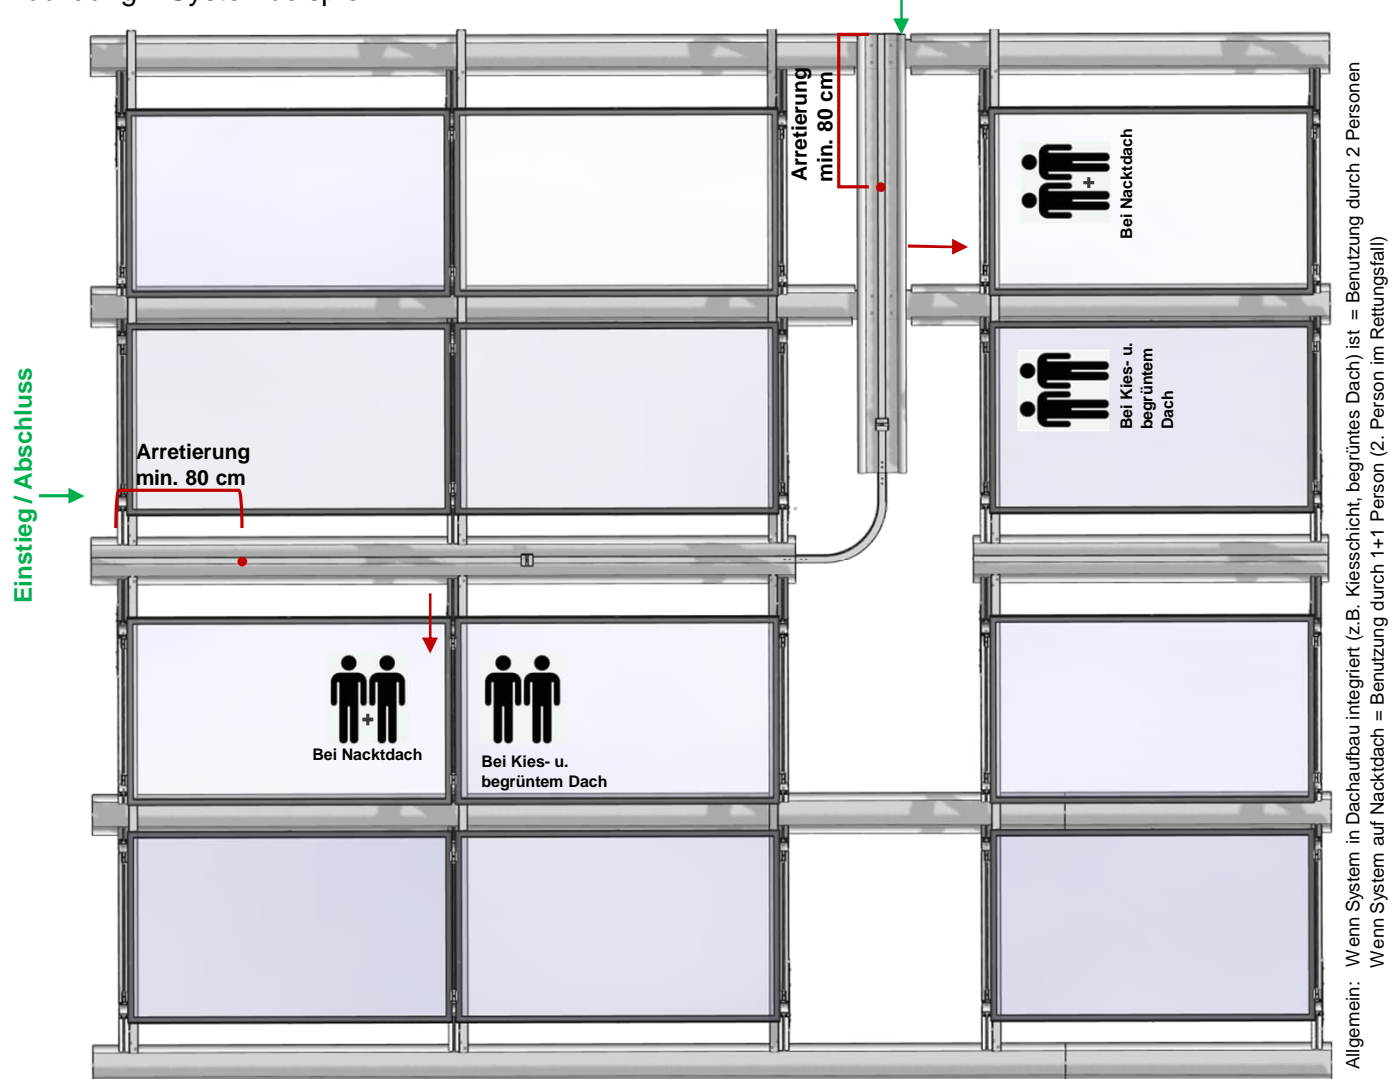 Arretierung
min. 80 cm
Bei Nacktdach
Bei Kies- u.
begrüntem
Dach
Einstieg / Abschluss
Arretierung
min. 80 cm
Bei Nacktdach
Bei Kies- u.
begrüntem Dach
Allgemein: Wenn System in Dachaufbau integriert (z.B. Kiesschicht, begrüntes Dach) ist = Benutzung durch 2 Personen
Wenn System auf Nacktdach = Benutzung durch 1+1 Person (2. Person im Rettungsfall)